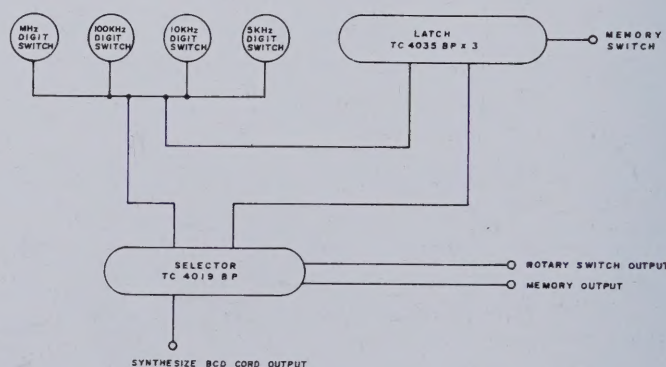 MHz
DIGIT
SWITCH
100KHz
DIGIT
SWITCH
10KHz
DIGIT
SWITCH
5KHz
DIGIT
SWITCH
LATCH
TC 4035 BP x 3
MEMORY
SWITCH
SELECTOR
TC 4019 BP
ROTARY SWITCH OUTPUT
MEMORY OUTPUT
SYNTHESIZE BCD CORD OUTPUT